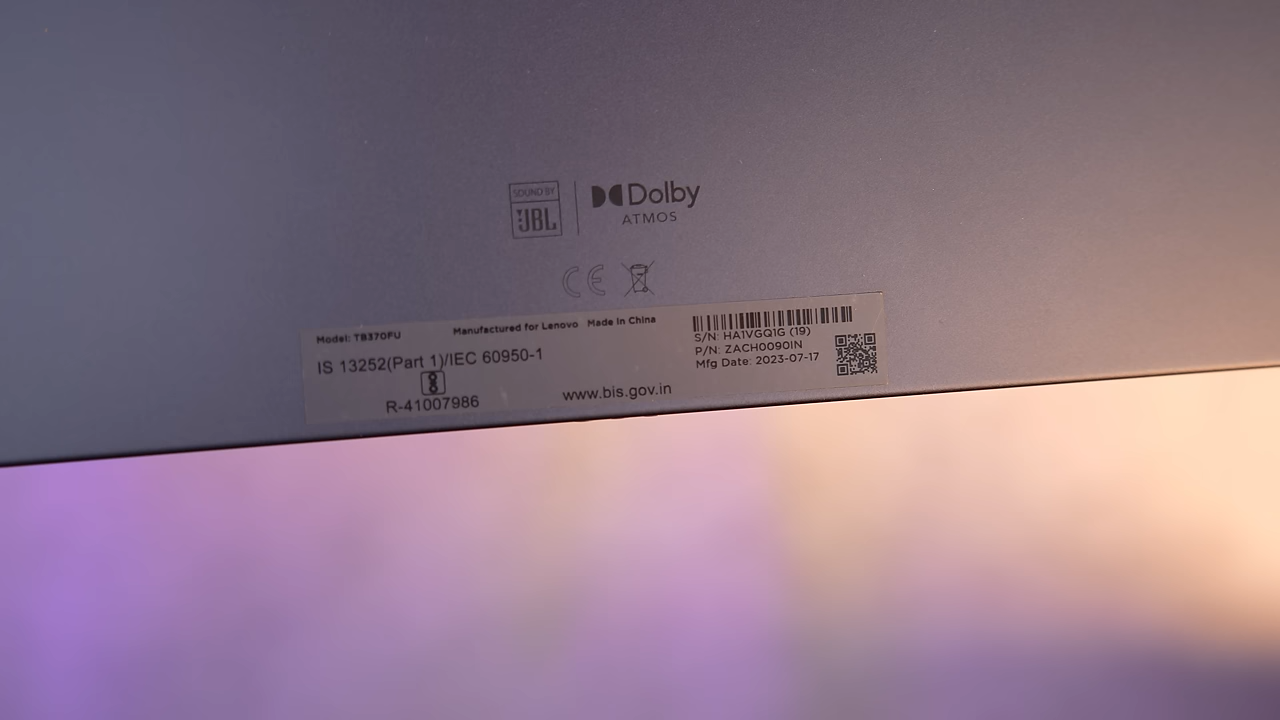 SOUND BY
JBL
Dolby
ATMOS
CE
Model: TB370FU
Manufactured for Lenovo Made in China
IS 13252(Part 1)/IEC 60950-1
R-41007986
www.bis.gov.in
S/N: HA1VGQ1G (19)
P/N: ZACH0090IN
Mfg Date: 2023-07-17